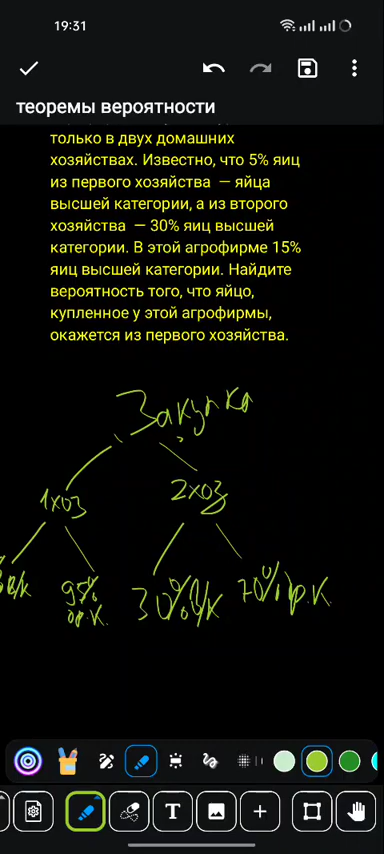 19:31
теоремы вероятности
только в двух домашних
хозяйствах. Известно, что 5% яиц
из первого хозяйства — яйца
высшей категории, а из второго
хозяйства — 30% яиц высшей
категории. В этой агрофирме 15%
яиц высшей категории. Найдите
вероятность того, что яйцо,
купленное у этой агрофирмы,
окажется из первого хозяйства.
Закупка
1хоз 2хоз
в/к 95% 30% в/к 70% пр.К.
пр.К.
T